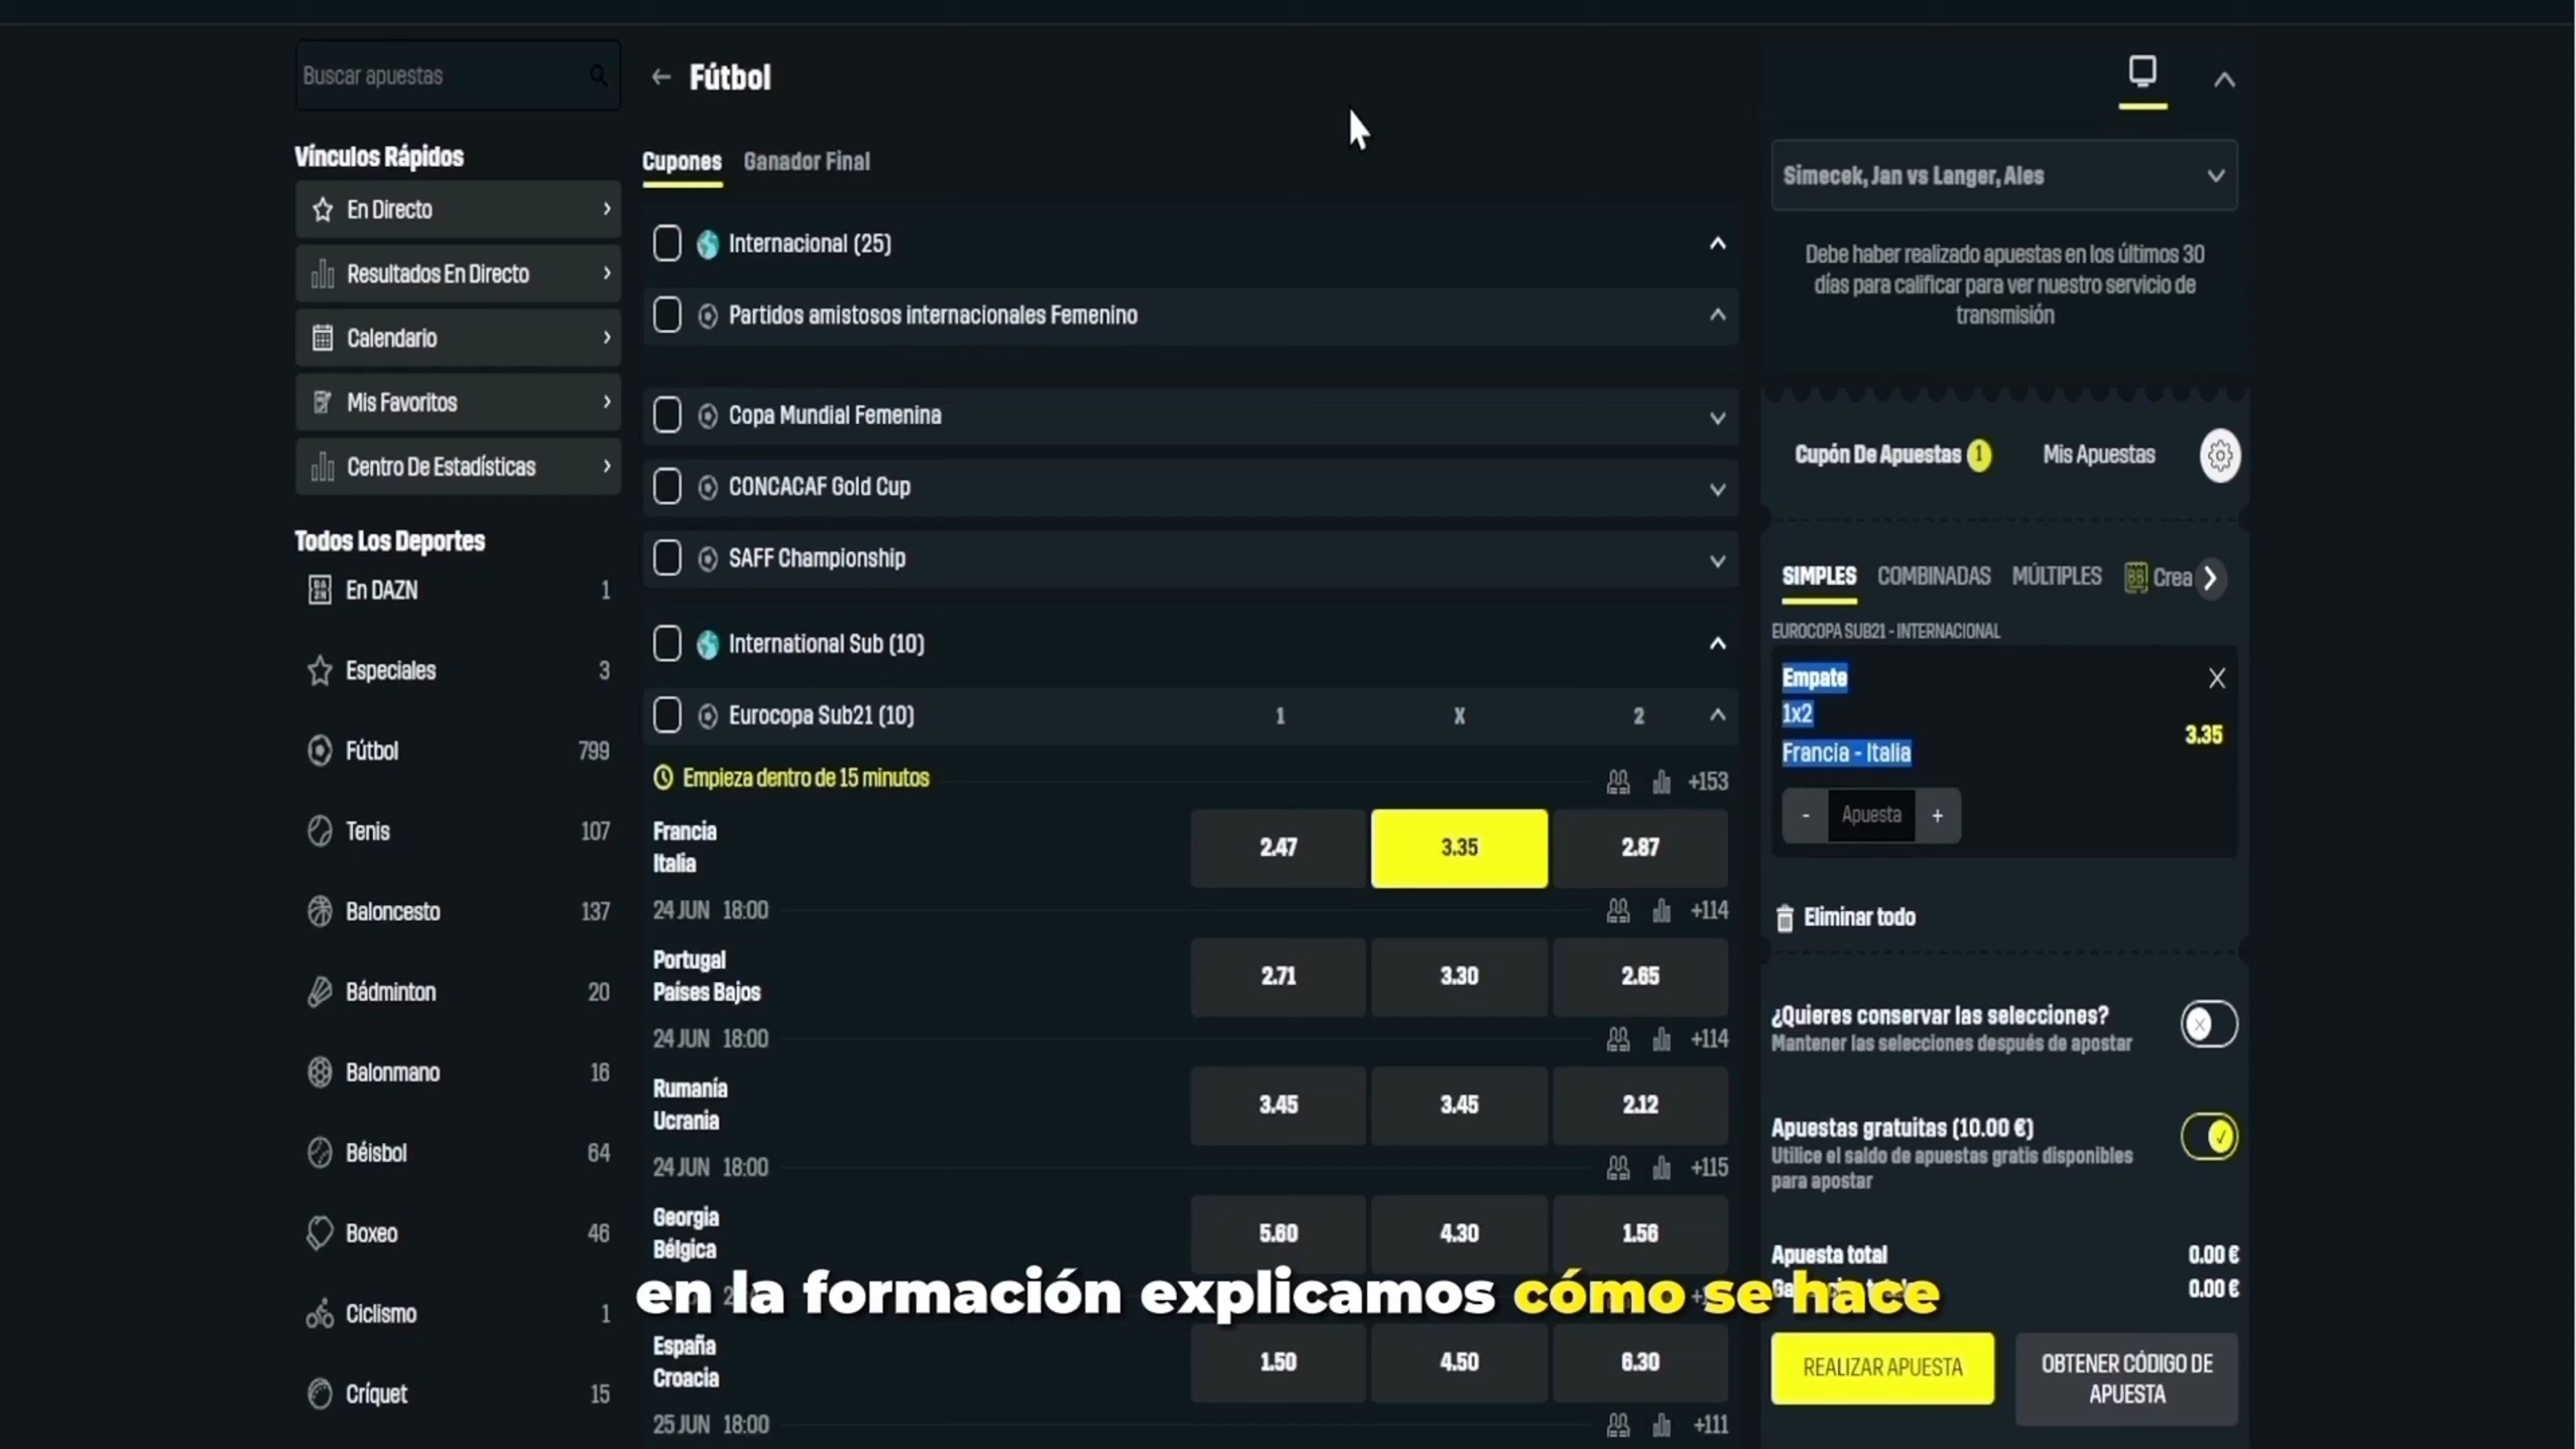 Buscar apuestas
Vínculos Rápidos
En Directo
Resultados En Directo
Calendario
Mis Favoritos
Centro De Estadísticas
Todos Los Deportes
En DAZN 1
Especiales 3
Fútbol 799
Tenis 107
Baloncesto 137
Bádminton 20
Balonmano 16
Béisbol 64
Boxeo 46
Ciclismo 1
Críquet 15
Fútbol
Cupones Ganador Final
Internacional (25)
Partidos amistosos internacionales Femenino
Copa Mundial Femenina
CONCACAF Gold Cup
SAFF Championship
International Sub (10)
Eurocopa Sub21 (10) 1 X 2
Empieza dentro de 15 minutos +153
Francia
Italia
2.47 3.35 2.87
24 JUN 18:00 +114
Portugal
Países Bajos
2.71 3.30 2.65
24 JUN 18:00 +114
Rumanía
Ucrania
3.45 3.45 2.12
24 JUN 18:00 +115
Georgia
Bélgica
5.60 4.30 1.56
en la formación explicamos cómo se hace
España
Croacia
1.50 4.50 6.30
25 JUN 18:00 +111
Simecek, Jan vs Langer, Ales
Debe haber realizado apuestas en los últimos 30
días para calificar para ver nuestro servicio de
transmisión
Cupón De Apuestas 1 Mis Apuestas
SIMPLES COMBINADAS MÚLTIPLES BB Crea
EUROCOPA SUB21 - INTERNACIONAL
Empate
1x2
3.35
Francia - Italia
- Apuesta +
Eliminar todo
¿Quieres conservar las selecciones?
Mantener las selecciones después de apostar
Apuestas gratuitas (10.00 €)
Utilice el saldo de apuestas gratis disponibles
para apostar
Apuesta total 0.00 €
0.00 €
REALIZAR APUESTA
OBTENER CÓDIGO DE
APUESTA